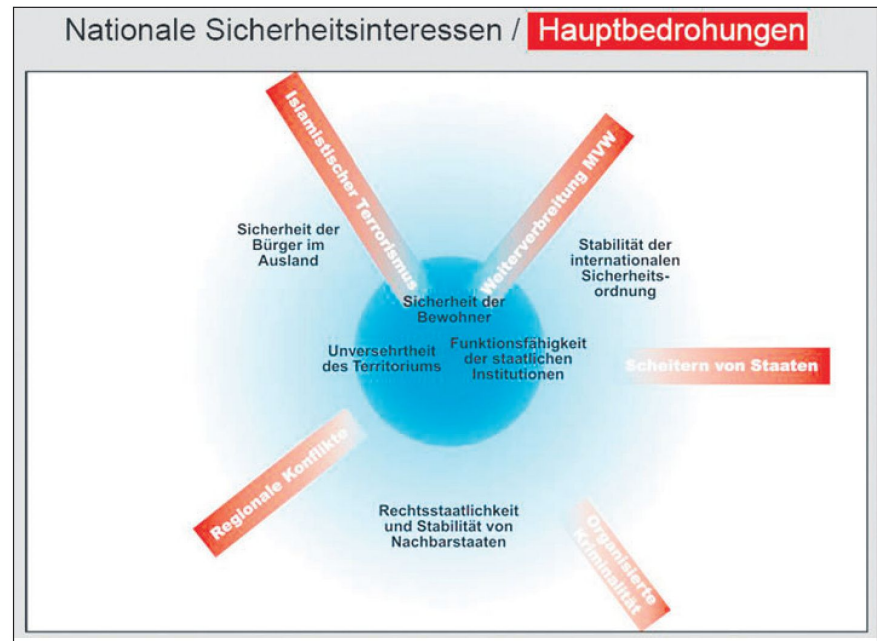 Nationale Sicherheitsinteressen / Hauptbedrohungen
Islamistischer Terrorismus
Weiterverbreitung MVW
Sicherheit der
Bürger im
Ausland
Stabilität der
internationalen
Sicherheits-
ordnung
Sicherheit der
Bewohner
Unversehrtheit
des Territoriums
Funktionsfähigkeit
der staatlichen
Institutionen
Scheitern von Staaten
Regionale Konflikte
Rechtsstaatlichkeit
und Stabilität von
Nachbarstaaten
Organisierte
Kriminalität